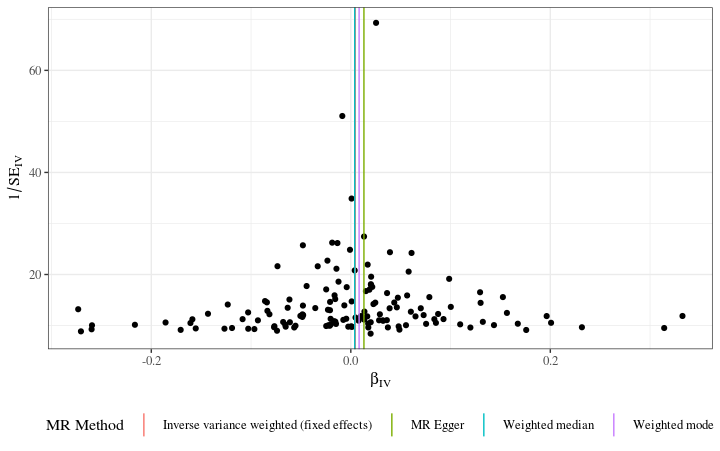 60
40
20
1/SE_IV
-0.2
0.0
0.2
β_IV
MR Method
Inverse variance weighted (fixed effects)
MR Egger
Weighted median
Weighted mode